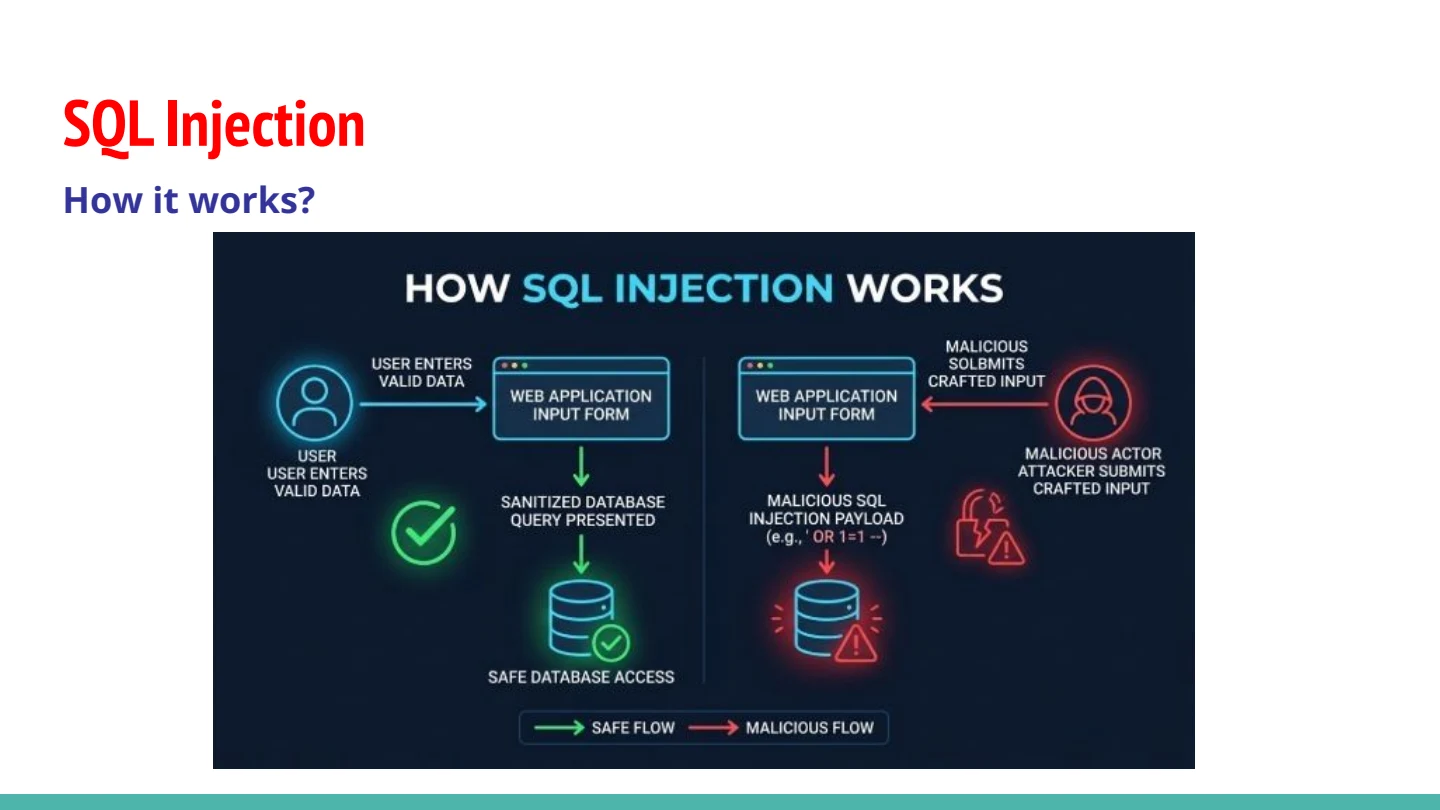 SQL Injection
How it works?
HOW SQL INJECTION WORKS
USER ENTERS
VALID DATA
WEB APPLICATION
INPUT FORM
USER
USER ENTERS
VALID DATA
SANITIZED DATABASE
QUERY PRESENTED
SAFE DATABASE ACCESS
WEB APPLICATION
INPUT FORM
MALICIOUS
SOLBMITS
CRAFTED INPUT
MALICIOUS ACTOR
ATTACKER SUBMITS
CRAFTED INPUT
MALICIOUS SQL
INJECTION PAYLOAD
(e.g., ' OR 1=1 --)
SAFE FLOW
MALICIOUS FLOW